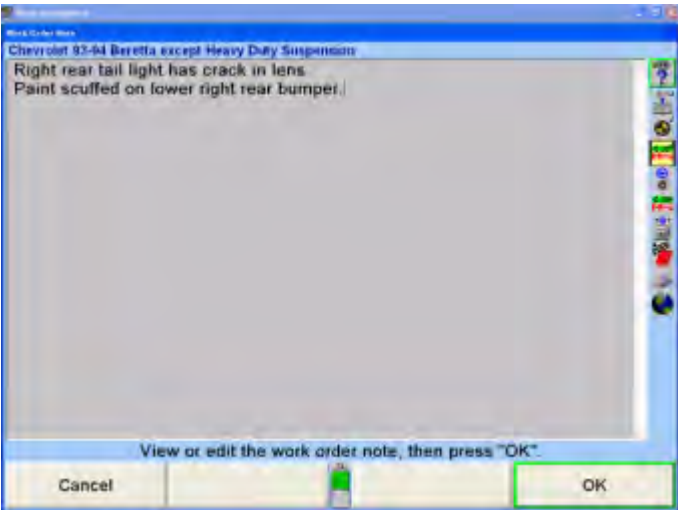 Work Order Note
Chevrolet 93-94 Beretta except Heavy Duty Suspension
Right rear tail light has crack in lens
Paint scuffed on lower right rear bumper.
View or edit the work order note, then press "OK".
Cancel
OK